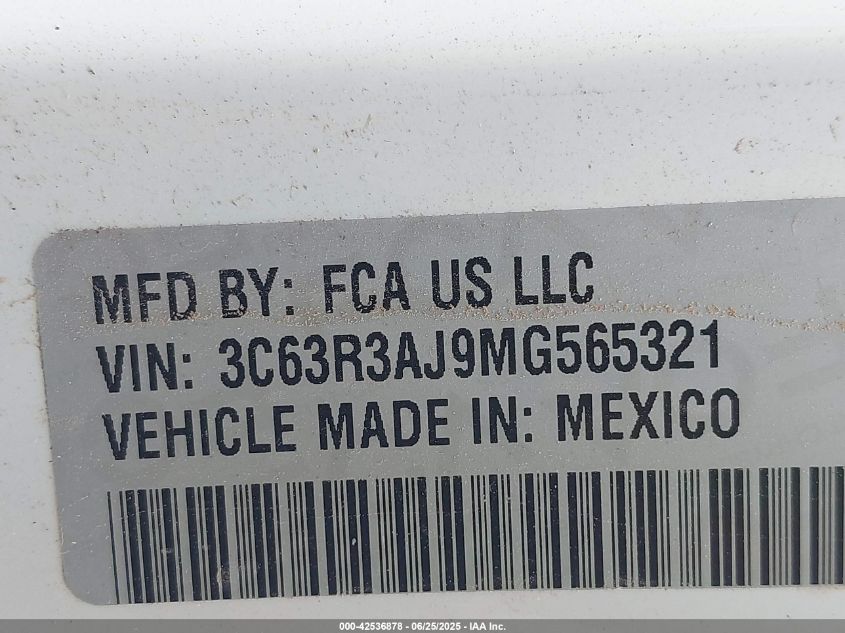 MFD BY: FCA US LLC
VIN: 3C63R3AJ9MG565321
VEHICLE MADE IN: MEXICO
000-42536878 - 06/25/2025 - IAA Inc.